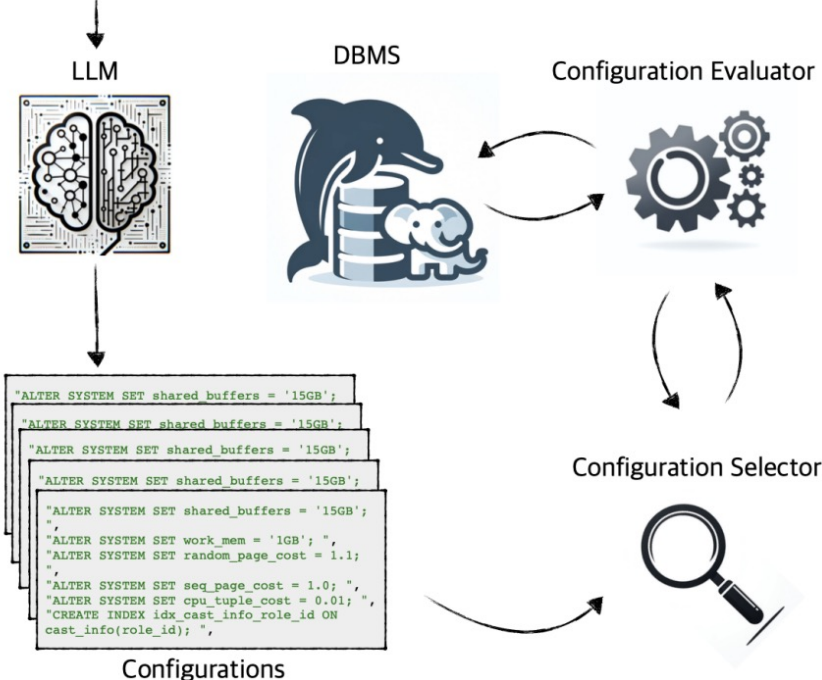 LLM
DBMS
Configuration Evaluator
"ALTER SYSTEM SET shared_buffers = '15GB';
"ALTER SYSTEM SET shared_buffers = '15GB';
"ALTER SYSTEM SET shared_buffers = '15GB';
"ALTER SYSTEM SET shared_buffers = '15GB';
"ALTER SYSTEM SET shared_buffers = '15GB';
",
"ALTER SYSTEM SET work_mem = '1GB'; ",
"ALTER SYSTEM SET random_page_cost = 1.1;
",
"ALTER SYSTEM SET seq_page_cost = 1.0; ",
"ALTER SYSTEM SET cpu_tuple_cost = 0.01; ",
"CREATE INDEX idx_cast_info_role_id ON
cast_info(role_id); ",
Configurations
Configuration Selector